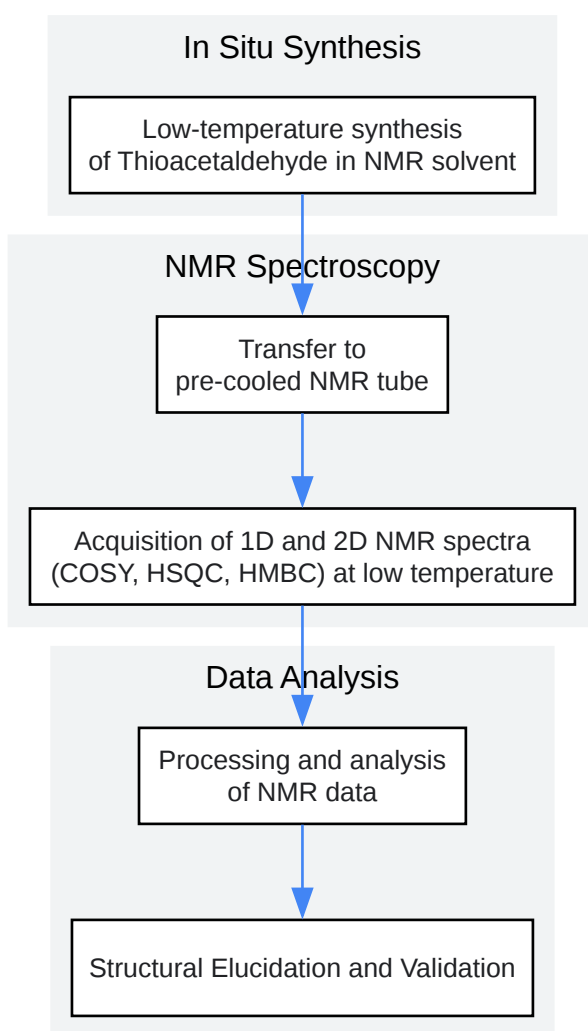 In Situ Synthesis
Low-temperature synthesis
of Thioacetaldehyde in NMR solvent
NMR Spectroscopy
Transfer to
pre-cooled NMR tube
Acquisition of 1D and 2D NMR spectra
(COSY, HSQC, HMBC) at low temperature
Data Analysis
Processing and analysis
of NMR data
Structural Elucidation and Validation